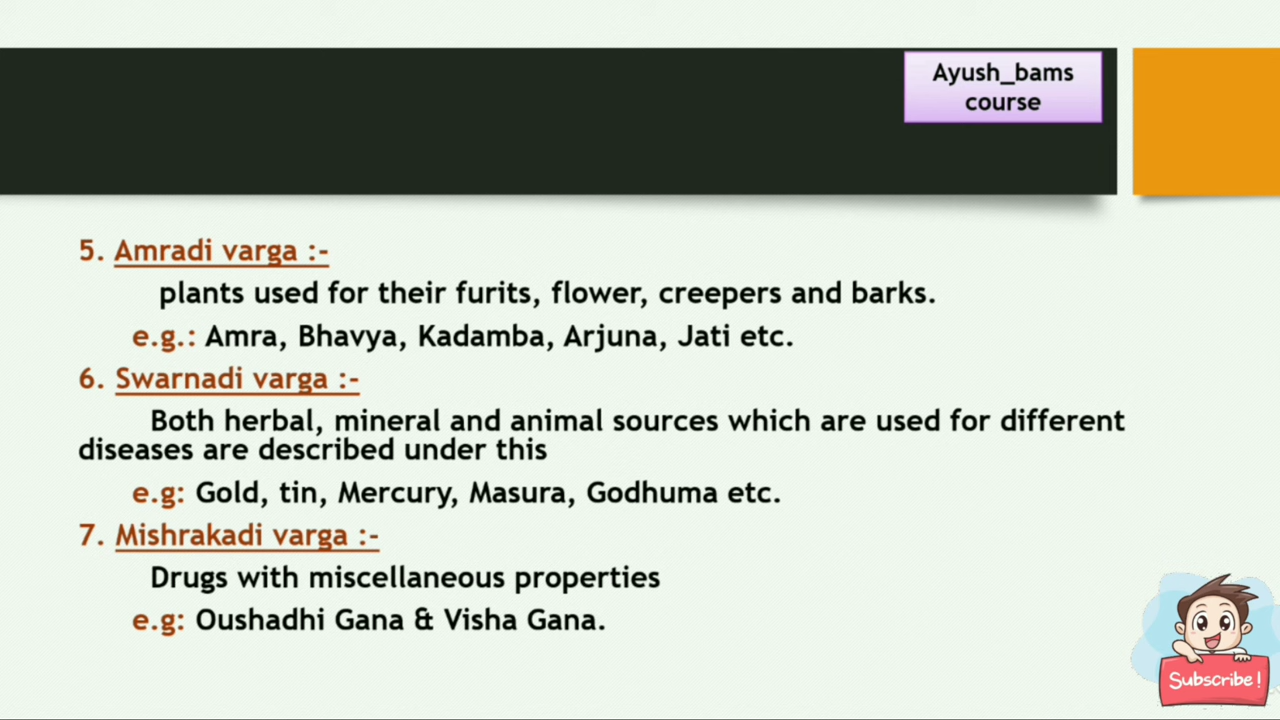 Ayush_bams
course
5. Amradi varga :-
plants used for their furits, flower, creepers and barks.
e.g.: Amra, Bhavya, Kadamba, Arjuna, Jati etc.
6. Swarnadi varga :-
Both herbal, mineral and animal sources which are used for different
diseases are described under this
e.g: Gold, tin, Mercury, Masura, Godhuma etc.
7. Mishrakadi varga :-
Drugs with miscellaneous properties
e.g: Oushadhi Gana & Visha Gana.
Subscribe!